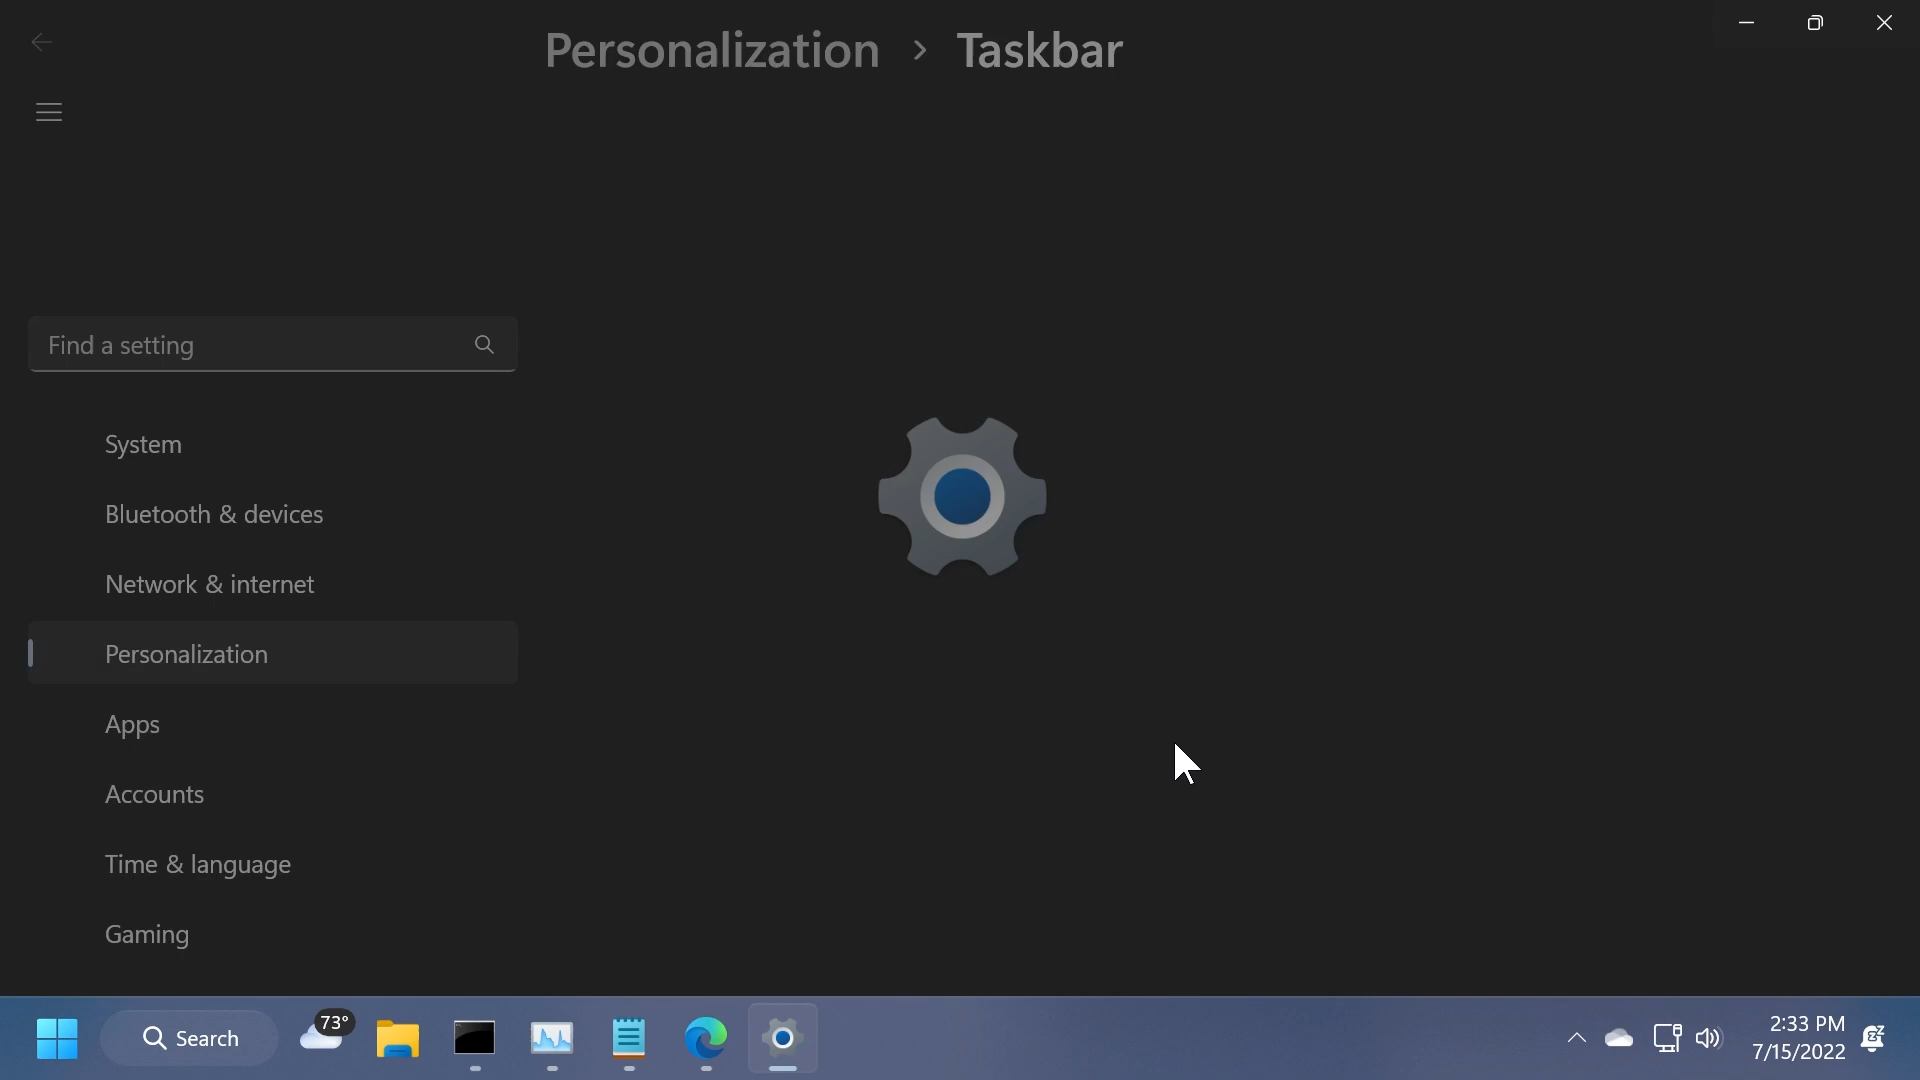 Personalization > Taskbar
Find a setting
System
Bluetooth & devices
Network & internet
Personalization
Apps
Accounts
Time & language
Gaming
Search
73°
2:33 PM
7/15/2022